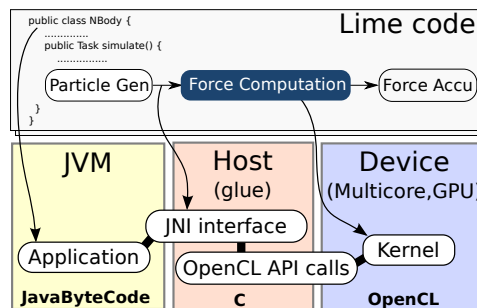 public class NBody {
Lime code
..............
public Task simulate() {
................
Particle Gen
Force Computation
Force Accu
}
}
JVM
Host
(glue)
Device
(Multicore,GPU)
JNI interface
Application
Kernel
OpenCL API calls
JavaByteCode
C
OpenCL